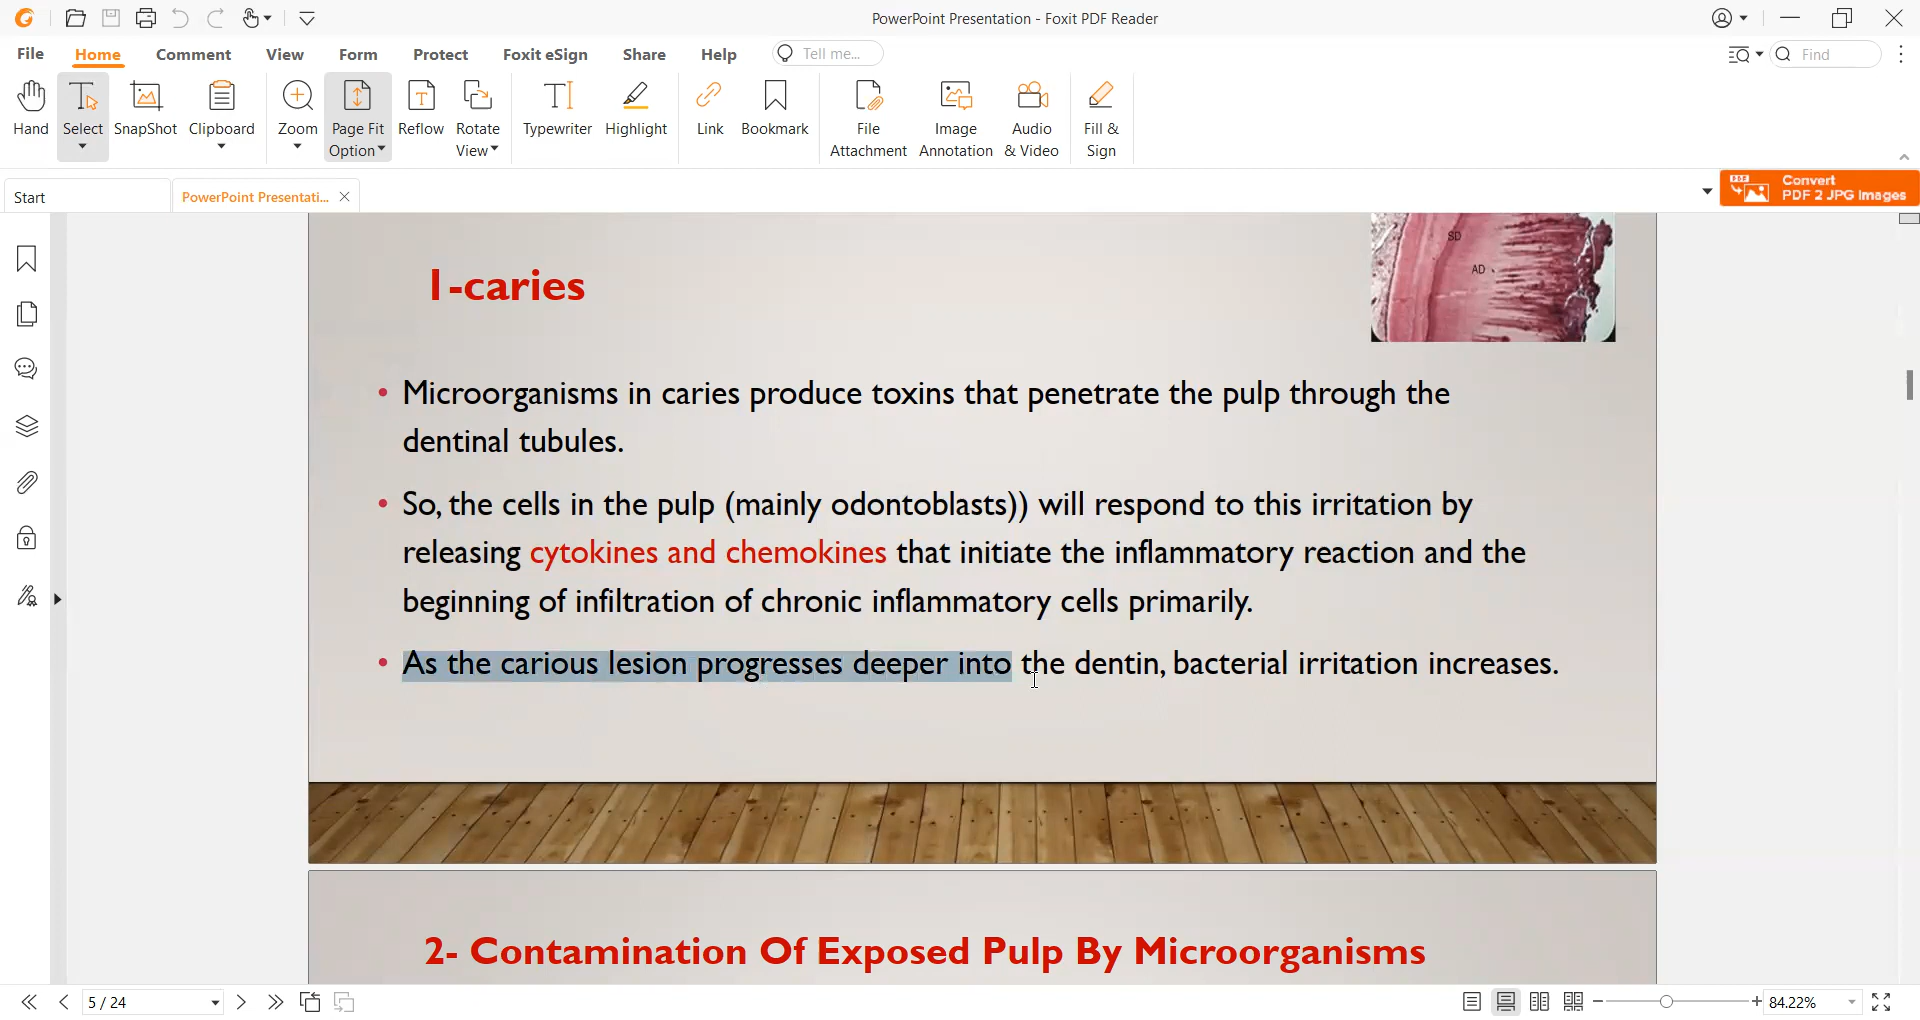 PowerPoint Presentation - Foxit PDF Reader
File Home Comment View Form Protect Foxit eSign Share Help Tell me... Find
Hand Select SnapShot Clipboard Zoom Page Fit Option Reflow Rotate View Typewriter Highlight Link Bookmark File Attachment Image Annotation Audio & Video Fill & Sign
Start PowerPoint Presentati... PDF Convert
PDF 2 JPG Images
SD
AD
1-caries
• Microorganisms in caries produce toxins that penetrate the pulp through the
dentinal tubules.
• So, the cells in the pulp (mainly odontoblasts)) will respond to this irritation by
releasing cytokines and chemokines that initiate the inflammatory reaction and the
beginning of infiltration of chronic inflammatory cells primarily.
• As the carious lesion progresses deeper into the dentin, bacterial irritation increases.
2- Contamination Of Exposed Pulp By Microorganisms
5 / 24 84.22%